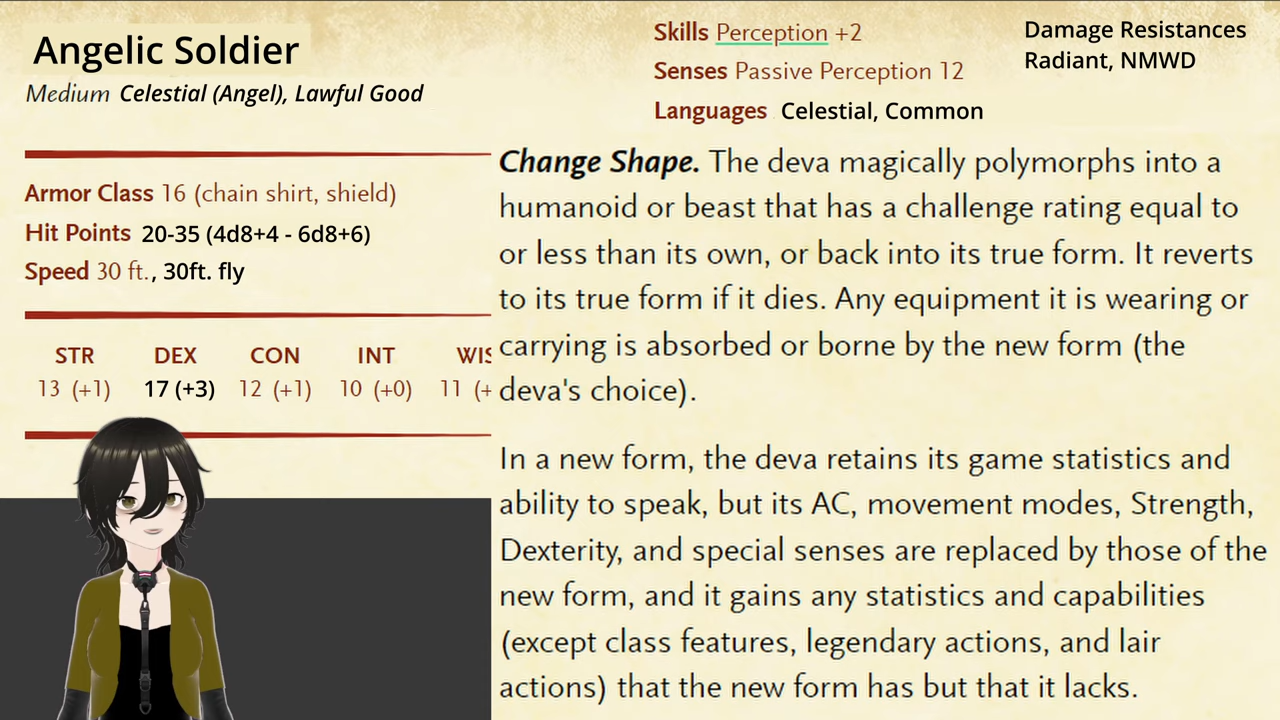 Angelic Soldier
Medium Celestial (Angel), Lawful Good
Armor Class 16 (chain shirt, shield)
Hit Points 20-35 (4d8+4 - 6d8+6)
Speed 30 ft., 30ft. fly
STR DEX CON INT WIS
13 (+1) 17 (+3) 12 (+1) 10 (+0) 11 (+
Skills Perception +2
Senses Passive Perception 12
Languages Celestial, Common
Damage Resistances
Radiant, NMWD
Change Shape. The deva magically polymorphs into a
humanoid or beast that has a challenge rating equal to
or less than its own, or back into its true form. It reverts
to its true form if it dies. Any equipment it is wearing or
carrying is absorbed or borne by the new form (the
deva's choice).
In a new form, the deva retains its game statistics and
ability to speak, but its AC, movement modes, Strength,
Dexterity, and special senses are replaced by those of the
new form, and it gains any statistics and capabilities
(except class features, legendary actions, and lair
actions) that the new form has but that it lacks.